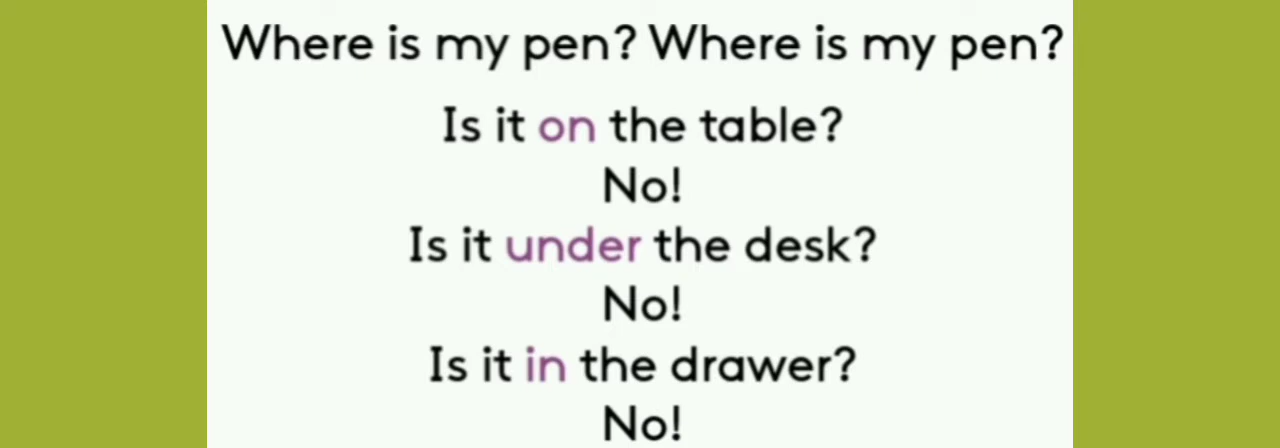 Where is my pen? Where is my pen?
Is it on the table?
No!
Is it under the desk?
No!
Is it in the drawer?
No!